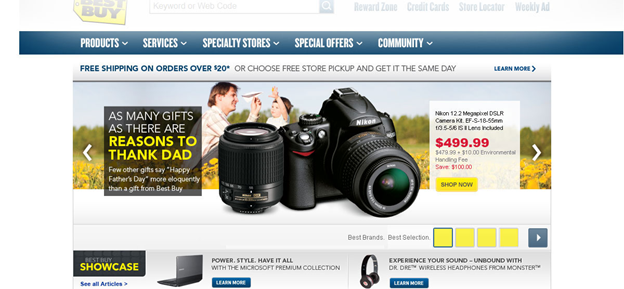 BEST
BUY
Keyword or Web Code
Reward Zone Credit Cards Store Locator Weekly Ad
PRODUCTS SERVICES SPECIALTY STORES SPECIAL OFFERS COMMUNITY
FREE SHIPPING ON ORDERS OVER $20* OR CHOOSE FREE STORE PICKUP AND GET IT THE SAME DAY LEARN MORE
AS MANY GIFTS
AS THERE ARE
REASONS TO
THANK DAD
Few other gifts say "Happy
Father's Day" more eloquently
than a gift from Best Buy
Nikon
Nikon 12.2 Megapixel DSLR
Camera Kit. EF-S-18-55mm
f/3.5-5/6 IS II Lens Included
$499.99
$479.99 + $10.00 Environmental
Handling Fee
Save: $100.00
SHOP NOW
Best Brands. Best Selection.
BEST BUY
SHOWCASE
See all Articles >
POWER. STYLE. HAVE IT ALL
WITH THE MICROSOFT PREMIUM COLLECTION
LEARN MORE
EXPERIENCE YOUR SOUND – UNBOUND WITH
DR. DRE™ WIRELESS HEADPHONES FROM MONSTER™
LEARN MORE